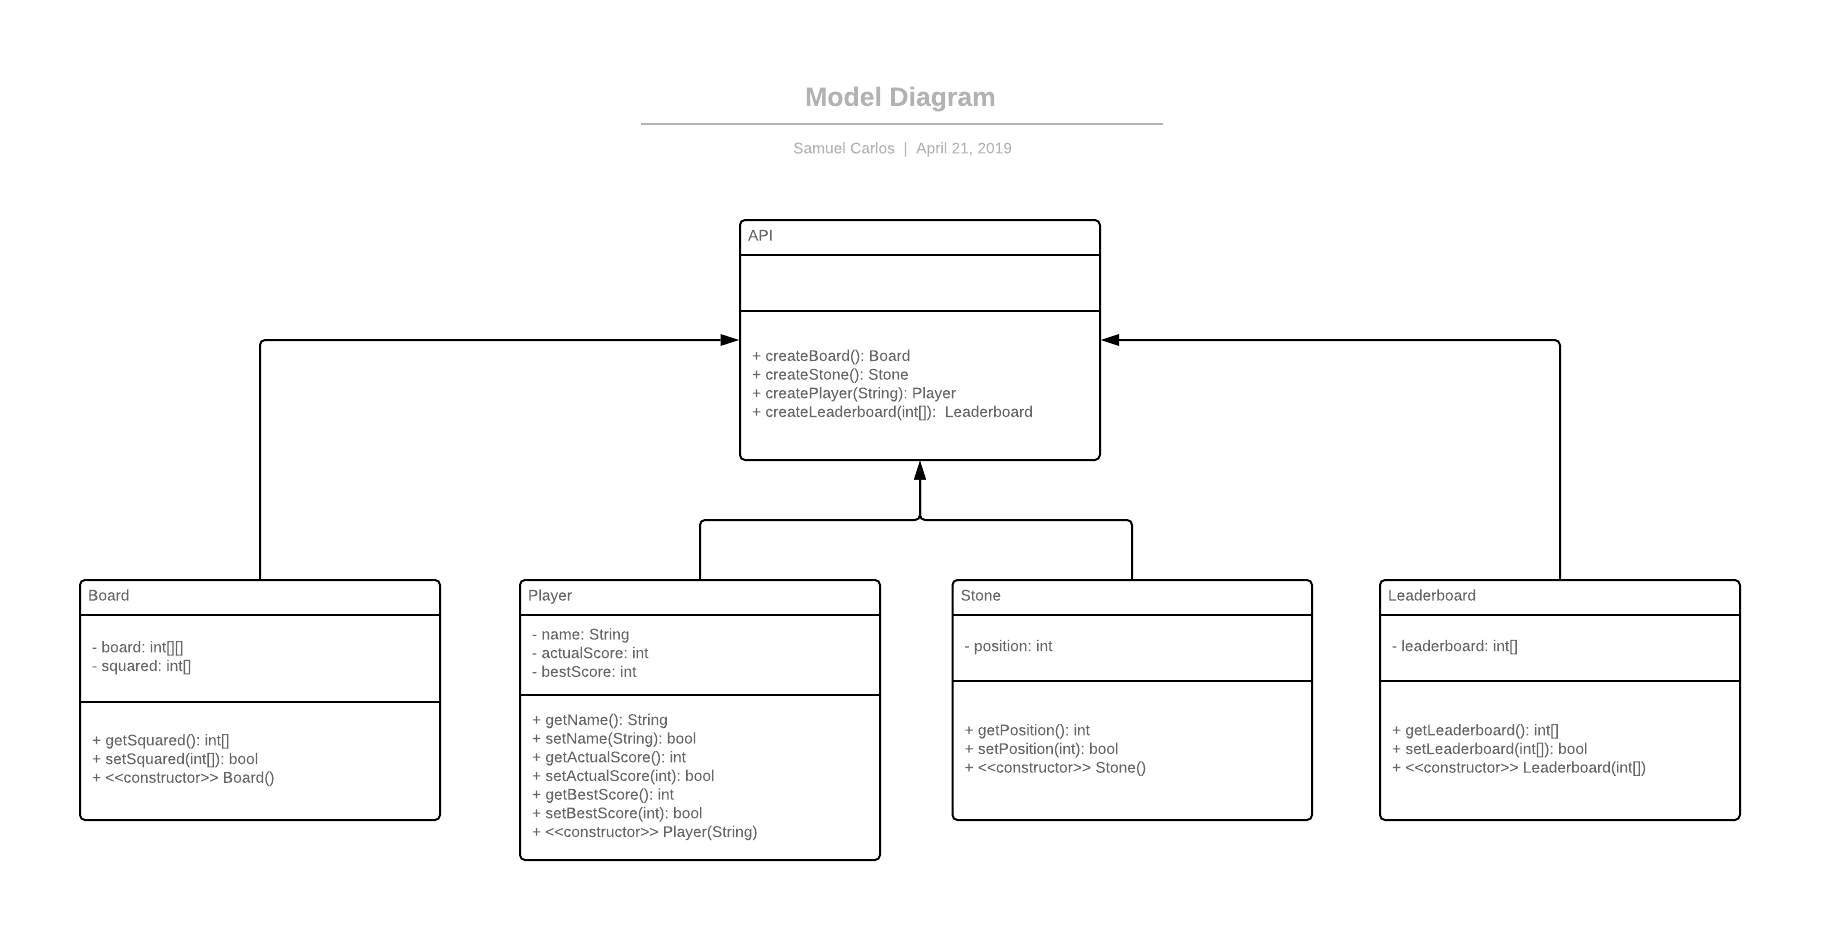 Model Diagram
Samuel Carlos | April 21, 2019
API
+ createBoard(): Board
+ createStone(): Stone
+ createPlayer(String): Player
+ createLeaderboard(int[]):  Leaderboard
Board
- board: int[][]
- squared: int[]
+ getSquared(): int[]
+ setSquared(int[]): bool
+ <<constructor>> Board()
Player
- name: String
- actualScore: int
- bestScore: int
+ getName(): String
+ setName(String): bool
+ getActualScore(): int
+ setActualScore(int): bool
+ getBestScore(): int
+ setBestScore(int): bool
+ <<constructor>> Player(String)
Stone
- position: int
+ getPosition(): int
+ setPosition(int): bool
+ <<constructor>> Stone()
Leaderboard
- leaderboard: int[]
+ getLeaderboard(): int[]
+ setLeaderboard(int[]): bool
+ <<constructor>> Leaderboard(int[])